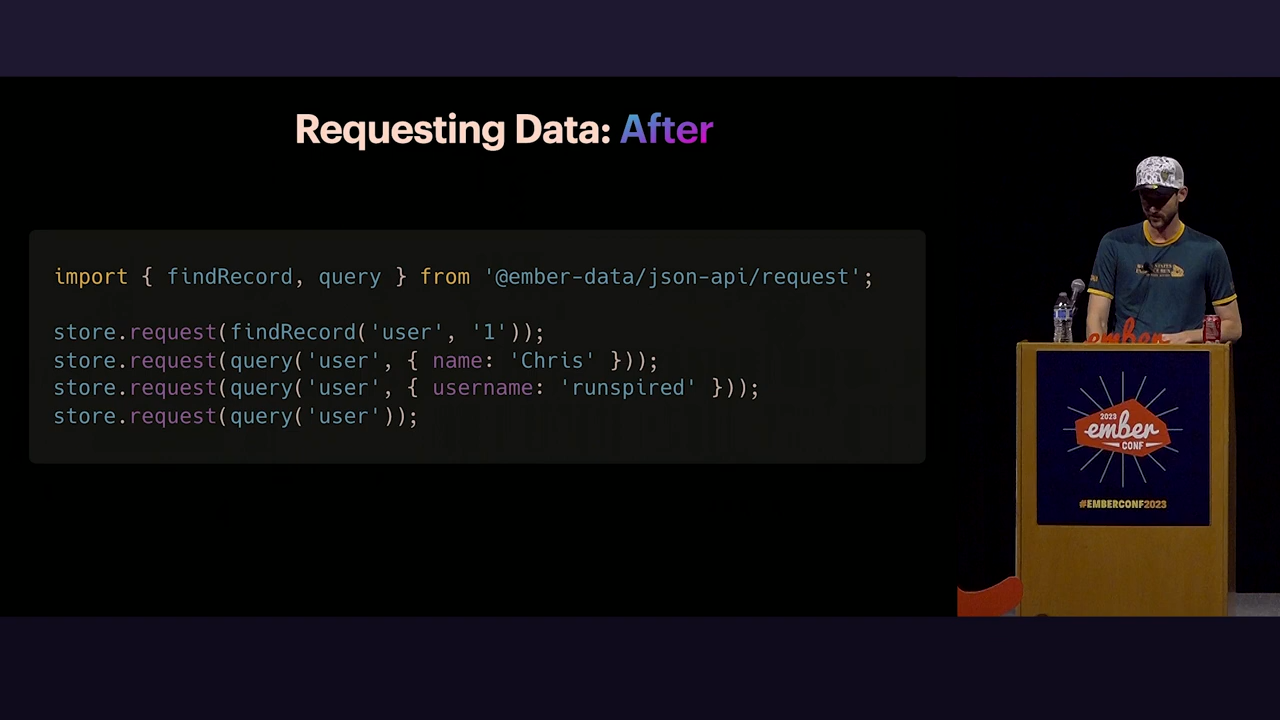 Requesting Data: After
import { findRecord, query } from '@ember-data/json-api/request';
store.request(findRecord('user', '1'));
store.request(query('user', { name: 'Chris' }));
store.request(query('user', { username: 'runspired' }));
store.request(query('user'));
ember
2023
ember
CONF
#EMBERCONF2023